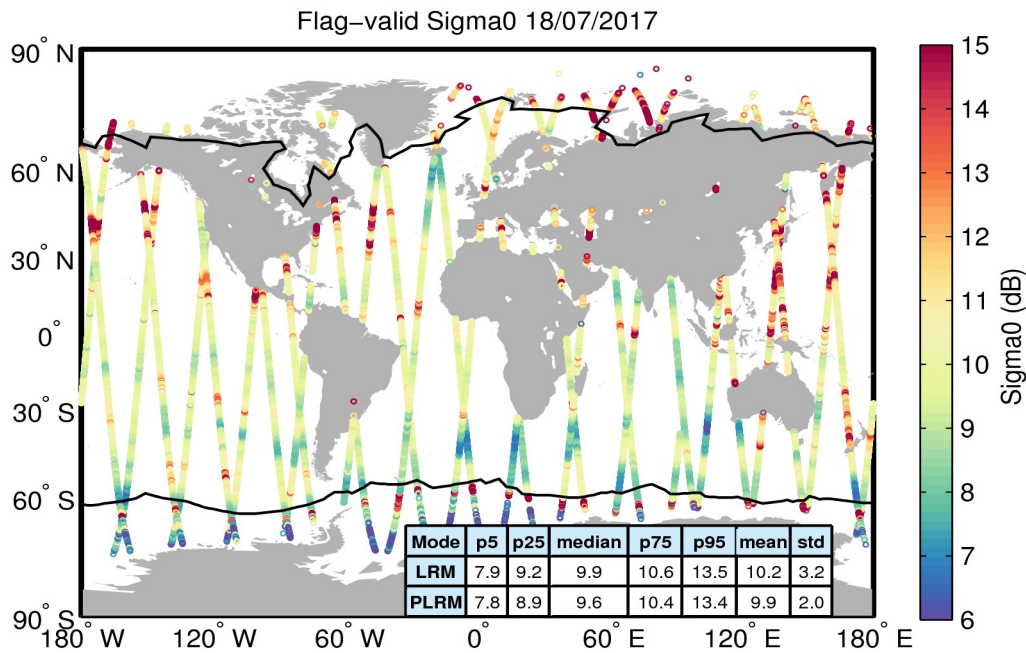 Flag−valid Sigma0 18/07/2017
90° N
60° N
30° N
0°
30° S
60° S
90° S
180° W 120° W 60° W 0° 60° E 120° E 180° E
15
14
13
12
11
10
9
8
7
6
Sigma0 (dB)
Mode p5 p25 median p75 p95 mean std
LRM 7.9 9.2 9.9 10.6 13.5 10.2 3.2
PLRM 7.8 8.9 9.6 10.4 13.4 9.9 2.0